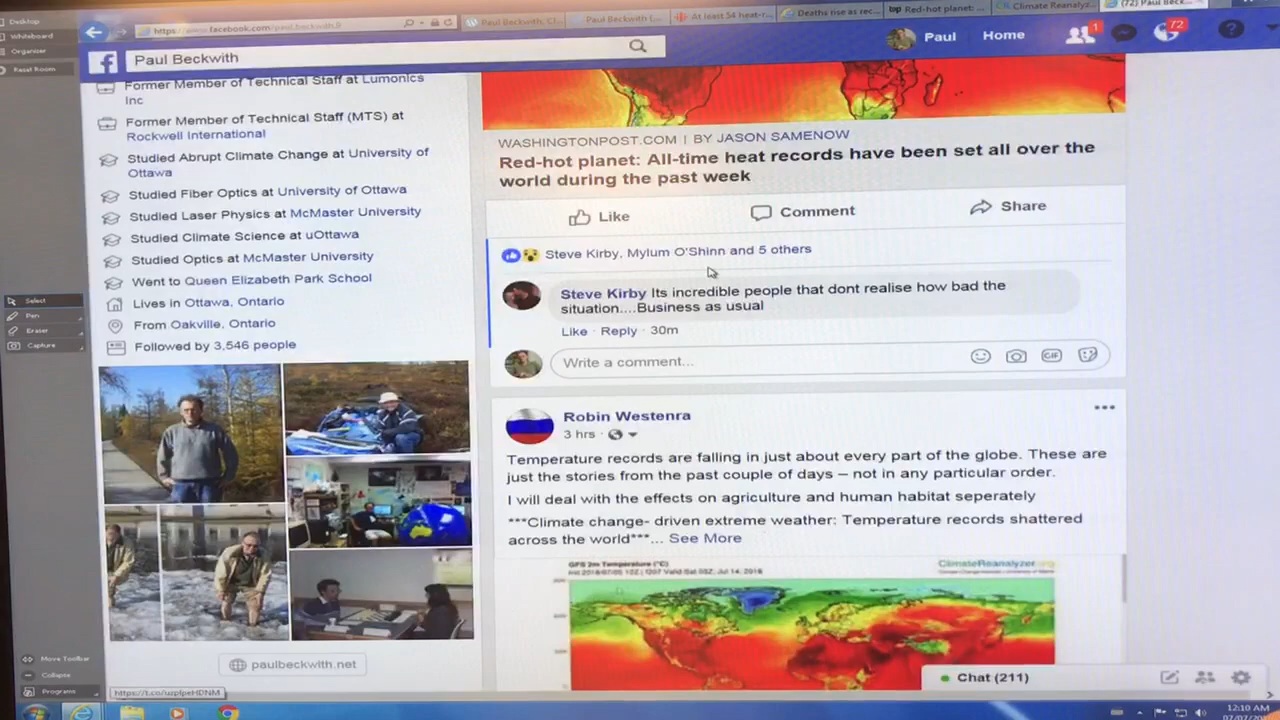 Desktop
Whiteboard
Organiser
Reset Room
https://www.facebook.com/paul.beckwith.9
Paul Beckwith, Cl...
Paul Beckwith (...
At least 54 heat-r...
Deaths rise as rec...
Red-hot planet:...
Climate Reanalyz...
(72) Paul Beck...
Paul Beckwith
Paul
Home
1
72
Former Member of Technical Staff at Lumonics
Inc
Former Member of Technical Staff (MTS) at
Rockwell International
Studied Abrupt Climate Change at University of
Ottawa
Studied Fiber Optics at University of Ottawa
Studied Laser Physics at McMaster University
Studied Climate Science at uOttawa
Studied Optics at McMaster University
Went to Queen Elizabeth Park School
Lives in Ottawa, Ontario
From Oakville, Ontario
Followed by 3,546 people
paulbeckwith.net
WASHINGTONPOST.COM | BY JASON SAMENOW
Red-hot planet: All-time heat records have been set all over the
world during the past week
Like
Comment
Share
Steve Kirby, Mylum O'Shinn and 5 others
Steve Kirby Its incredible people that dont realise how bad the
situation....Business as usual
Like · Reply · 30m
Write a comment...
GIF
Robin Westenra
3 hrs ·
Temperature records are falling in just about every part of the globe. These are
just the stories from the past couple of days – not in any particular order.
I will deal with the effects on agriculture and human habitat seperately
***Climate change- driven extreme weather: Temperature records shattered
across the world***... See More
GFS 2m Temperature (°C)
ClimateReanalyzer.org
Chat (211)
Select
Pen
Eraser
Capture
Move Toolbar
Collapse
Programs
12:10 AM